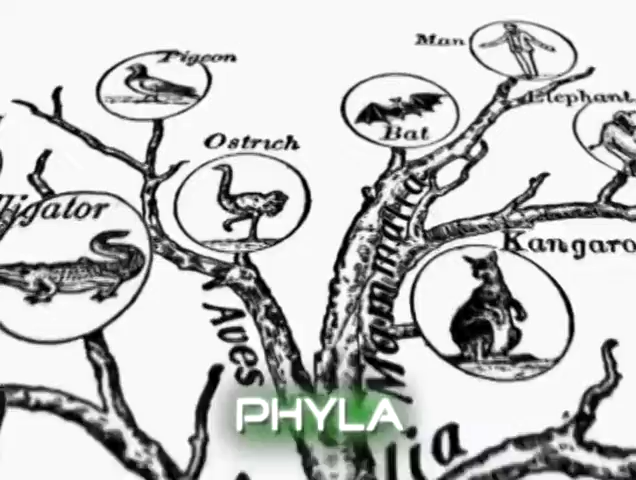 Man
Pigeon
Elephant
Bat
Ostrich
lligator
Mammalia
Kangaro
Aves
PHYLA
lia